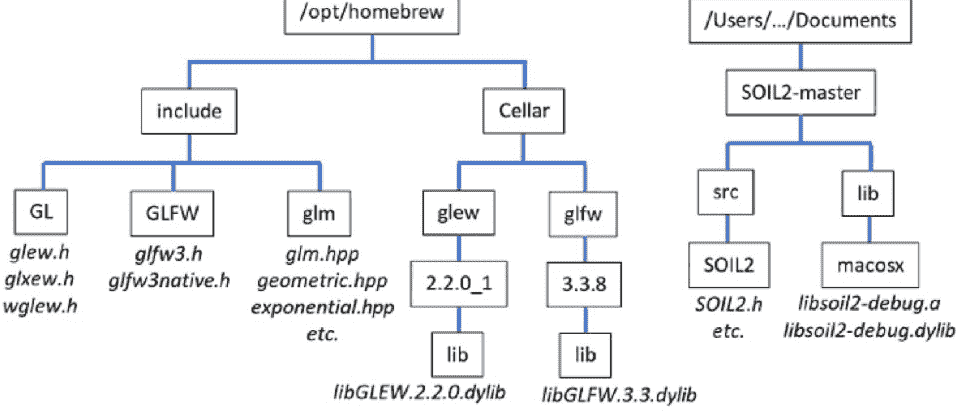 /opt/homebrew
/Users/.../Documents
include
Cellar
SOIL2-master
GL
GLFW
glm
glew
glfw
src
lib
glew.h
glxew.h
wglew.h
glfw3.h
glfw3native.h
glm.hpp
geometric.hpp
exponential.hpp
etc.
2.2.0_1
3.3.8
SOIL2
macosx
SOIL2.h
etc.
libsoil2-debug.a
libsoil2-debug.dylib
lib
lib
libGLEW.2.2.0.dylib
libGLFW.3.3.dylib